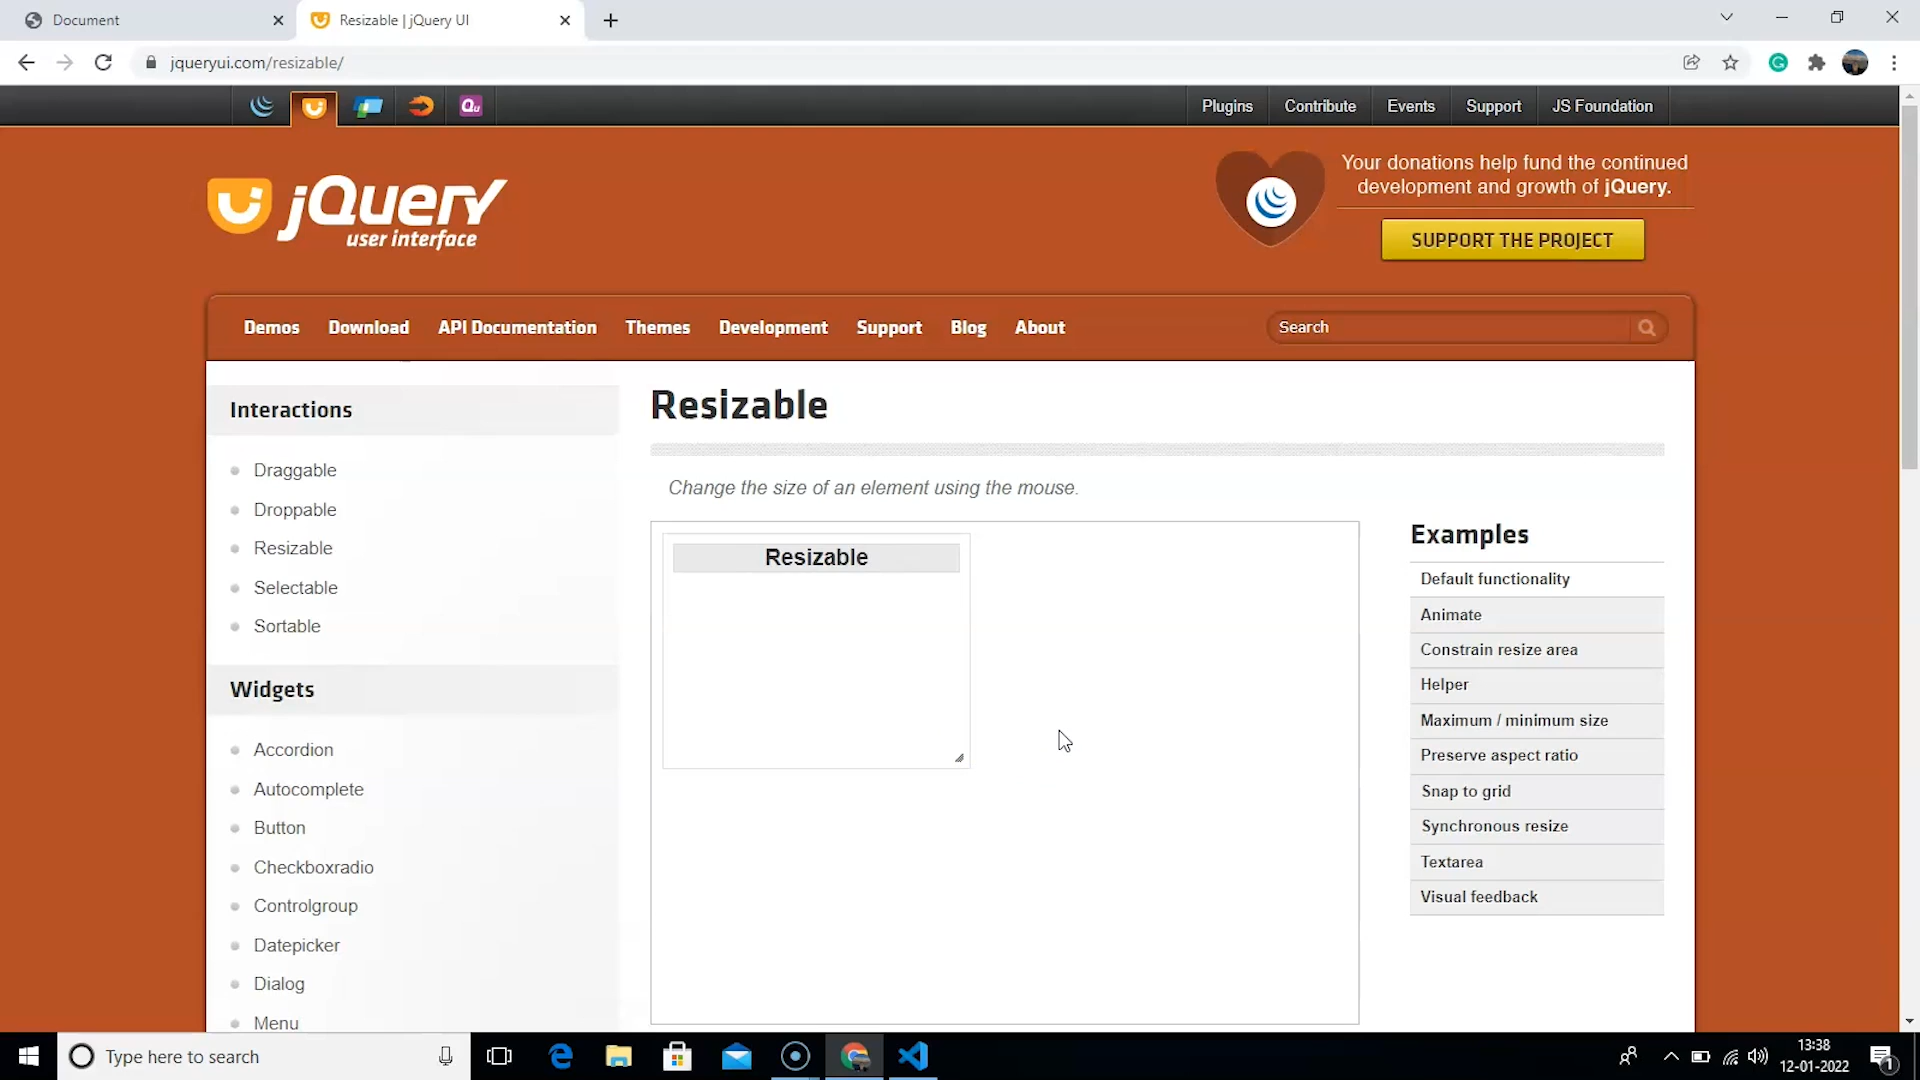 Document
Resizable | jQuery UI
jqueryui.com/resizable/
Qu
Plugins
Contribute
Events
Support
JS Foundation
jQuery
user interface
Your donations help fund the continued
development and growth of jQuery.
SUPPORT THE PROJECT
Demos
Download
API Documentation
Themes
Development
Support
Blog
About
Search
Interactions
Draggable
Droppable
Resizable
Selectable
Sortable
Widgets
Accordion
Autocomplete
Button
Checkboxradio
Controlgroup
Datepicker
Dialog
Menu
Resizable
Change the size of an element using the mouse.
Resizable
Examples
Default functionality
Animate
Constrain resize area
Helper
Maximum / minimum size
Preserve aspect ratio
Snap to grid
Synchronous resize
Textarea
Visual feedback
Type here to search
13:38
12-01-2022
1